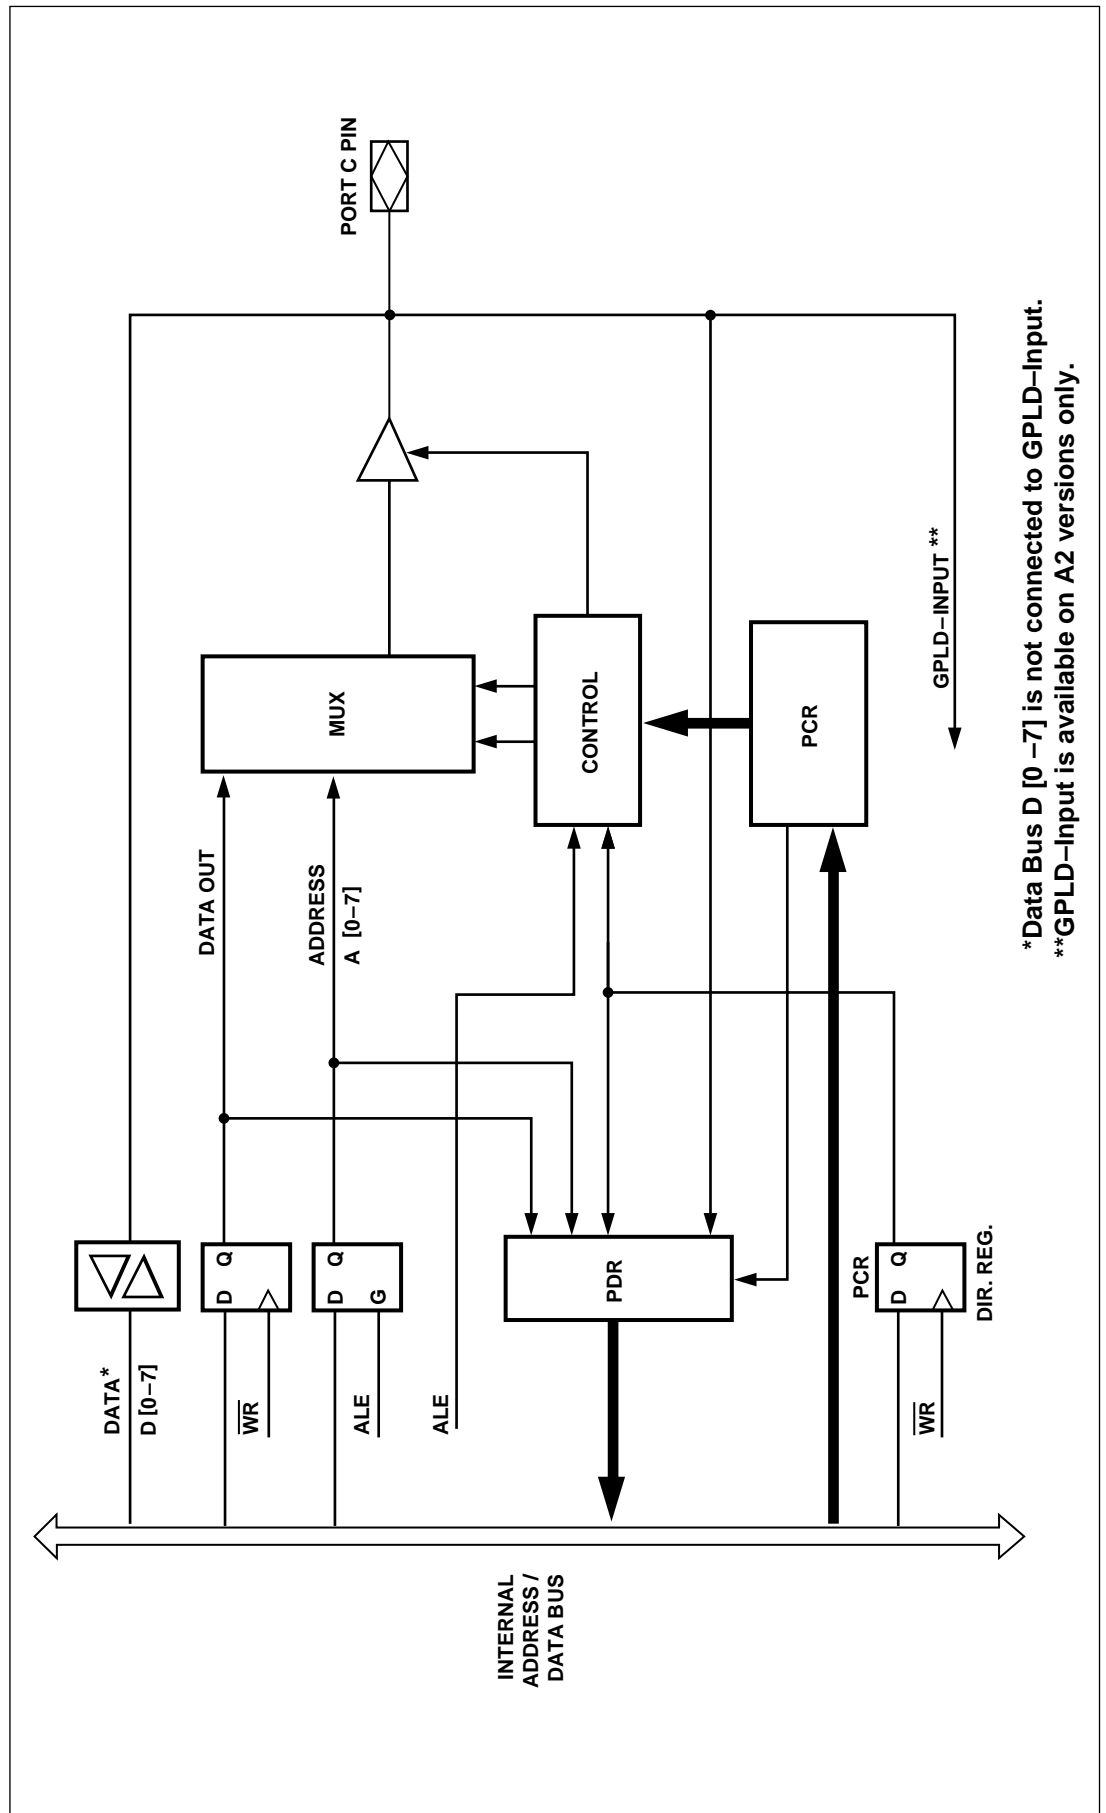 DATA*
D [0–7]
WR
ALE
ALE
D Q
D Q
G
DATA OUT
ADDRESS
A [0–7]
MUX
PORT C PIN
INTERNAL
ADDRESS /
DATA BUS
PDR
CONTROL
PCR
PCR
D Q
DIR. REG.
WR
GPLD–INPUT **
*Data Bus D [0 –7] is not connected to GPLD–Input.
**GPLD–Input is available on A2 versions only.